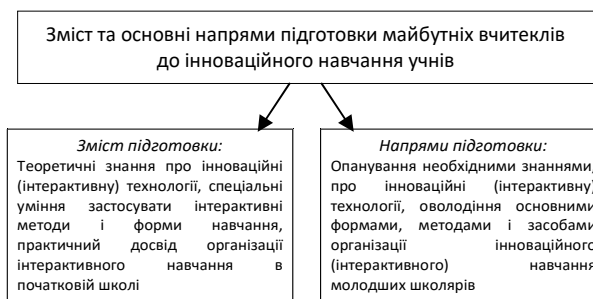 Зміст та основні напрями підготовки майбутніх вчитеклів
до інноваційного навчання учнів
Зміст підготовки:
Теоретичні знання про інноваційні
(інтерактивну) технології, спеціальні
уміння застосувати інтерактивні
методи і форми навчання,
практичний досвід організації
інтерактивного навчання в
початковій школі
Напрями підготовки:
Опанування необхідними знаннями,
про інноваційні (інтерактивну)
технології, оволодіння основними
формами, методами і засобами
організації інноваційного
(інтерактивного) навчання
молодших школярів